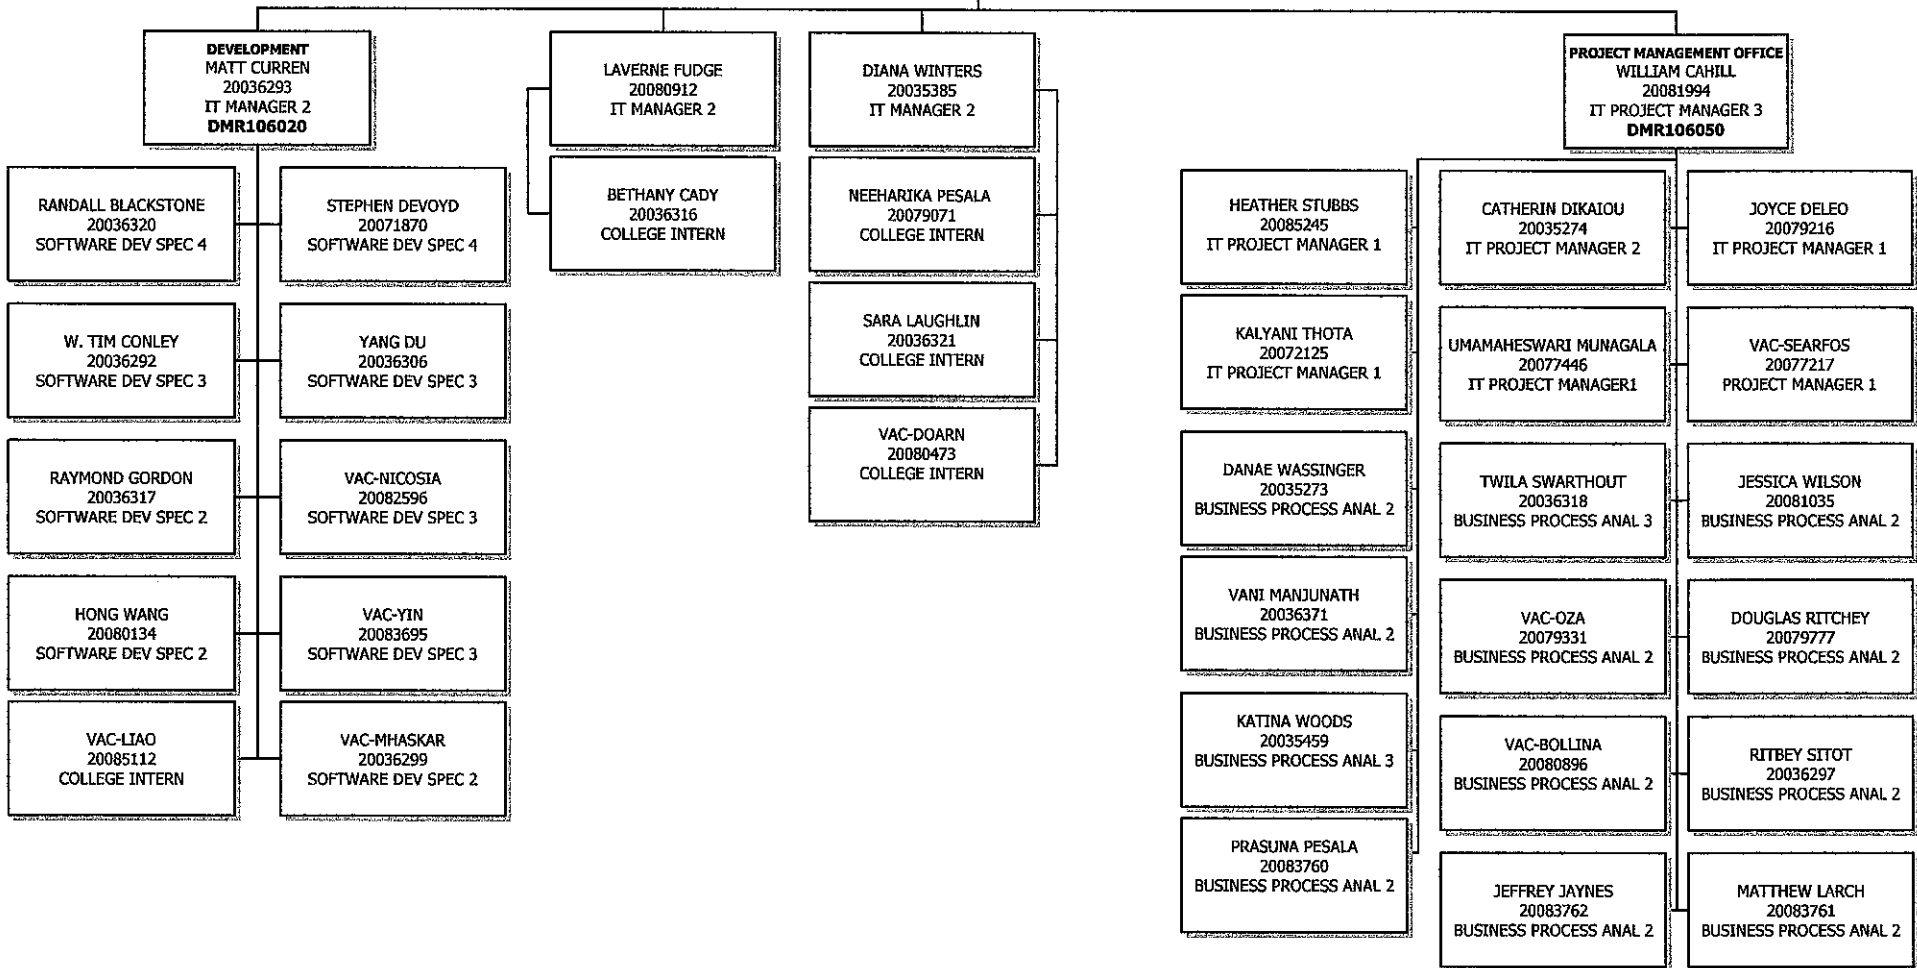 DEVELOPMENT
MATT CURREN
20036293
IT MANAGER 2
DMR106020
RANDALL BLACKSTONE
20036320
SOFTWARE DEV SPEC 4
STEPHEN DEVOYD
20071870
SOFTWARE DEV SPEC 4
W. TIM CONLEY
20036292
SOFTWARE DEV SPEC 3
YANG DU
20036306
SOFTWARE DEV SPEC 3
RAYMOND GORDON
20036317
SOFTWARE DEV SPEC 2
VAC-NICOSIA
20082596
SOFTWARE DEV SPEC 3
HONG WANG
20080134
SOFTWARE DEV SPEC 2
VAC-YIN
20083695
SOFTWARE DEV SPEC 3
VAC-LIAO
20085112
COLLEGE INTERN
VAC-MHASKAR
20036299
SOFTWARE DEV SPEC 2
LAVERNE FUDGE
20080912
IT MANAGER 2
BETHANY CADY
20036316
COLLEGE INTERN
DIANA WINTERS
20035385
IT MANAGER 2
NEEHARIKA PESALA
20079071
COLLEGE INTERN
SARA LAUGHLIN
20036321
COLLEGE INTERN
VAC-DOARN
20080473
COLLEGE INTERN
PROJECT MANAGEMENT OFFICE
WILLIAM CAHILL
20081994
IT PROJECT MANAGER 3
DMR106050
HEATHER STUBBS
20085245
IT PROJECT MANAGER 1
CATHERIN DIKAIOU
20035274
IT PROJECT MANAGER 2
JOYCE DELEO
20079216
IT PROJECT MANAGER 1
KALYANI THOTA
20072125
IT PROJECT MANAGER 1
UMAMAHESWARI MUNAGALA
20077446
IT PROJECT MANAGER1
VAC-SEARFOS
20077217
PROJECT MANAGER 1
DANAE WASSINGER
20035273
BUSINESS PROCESS ANAL 2
TWILA SWARTHOUT
20036318
BUSINESS PROCESS ANAL 3
JESSICA WILSON
20081035
BUSINESS PROCESS ANAL 2
VANI MANJUNATH
20036371
BUSINESS PROCESS ANAL 2
VAC-OZA
20079331
BUSINESS PROCESS ANAL 2
DOUGLAS RITCHEY
20079777
BUSINESS PROCESS ANAL 2
KATINA WOODS
20035459
BUSINESS PROCESS ANAL 3
VAC-BOLLINA
20080896
BUSINESS PROCESS ANAL 2
RITBEY SITOT
20036297
BUSINESS PROCESS ANAL 2
PRASUNA PESALA
20083760
BUSINESS PROCESS ANAL 2
JEFFREY JAYNES
20083762
BUSINESS PROCESS ANAL 2
MATTHEW LARCH
20083761
BUSINESS PROCESS ANAL 2